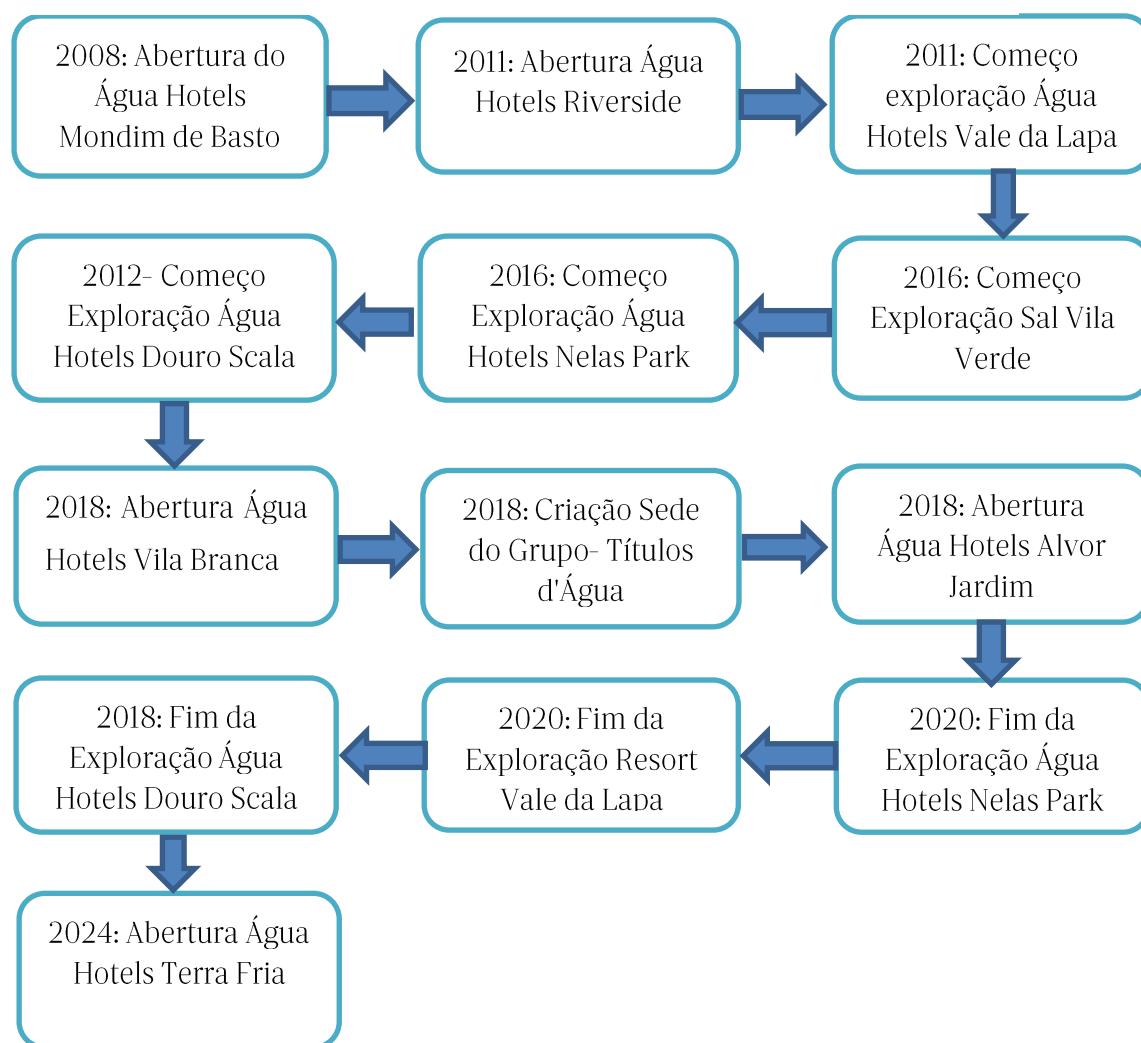 2008: Abertura do
Água Hotels
Mondim de Basto
2011: Abertura Água
Hotels Riverside
2011: Começo
exploração Água
Hotels Vale da Lapa
2016: Começo
Exploração Sal Vila
Verde
2016: Começo
Exploração Água
Hotels Nelas Park
2012- Começo
Exploração Água
Hotels Douro Scala
2018: Abertura Água
Hotels Vila Branca
2018: Criação Sede
do Grupo- Títulos
d'Água
2018: Abertura
Água Hotels Alvor
Jardim
2020: Fim da
Exploração Água
Hotels Nelas Park
2020: Fim da
Exploração Resort
Vale da Lapa
2018: Fim da
Exploração Água
Hotels Douro Scala
2024: Abertura Água
Hotels Terra Fria